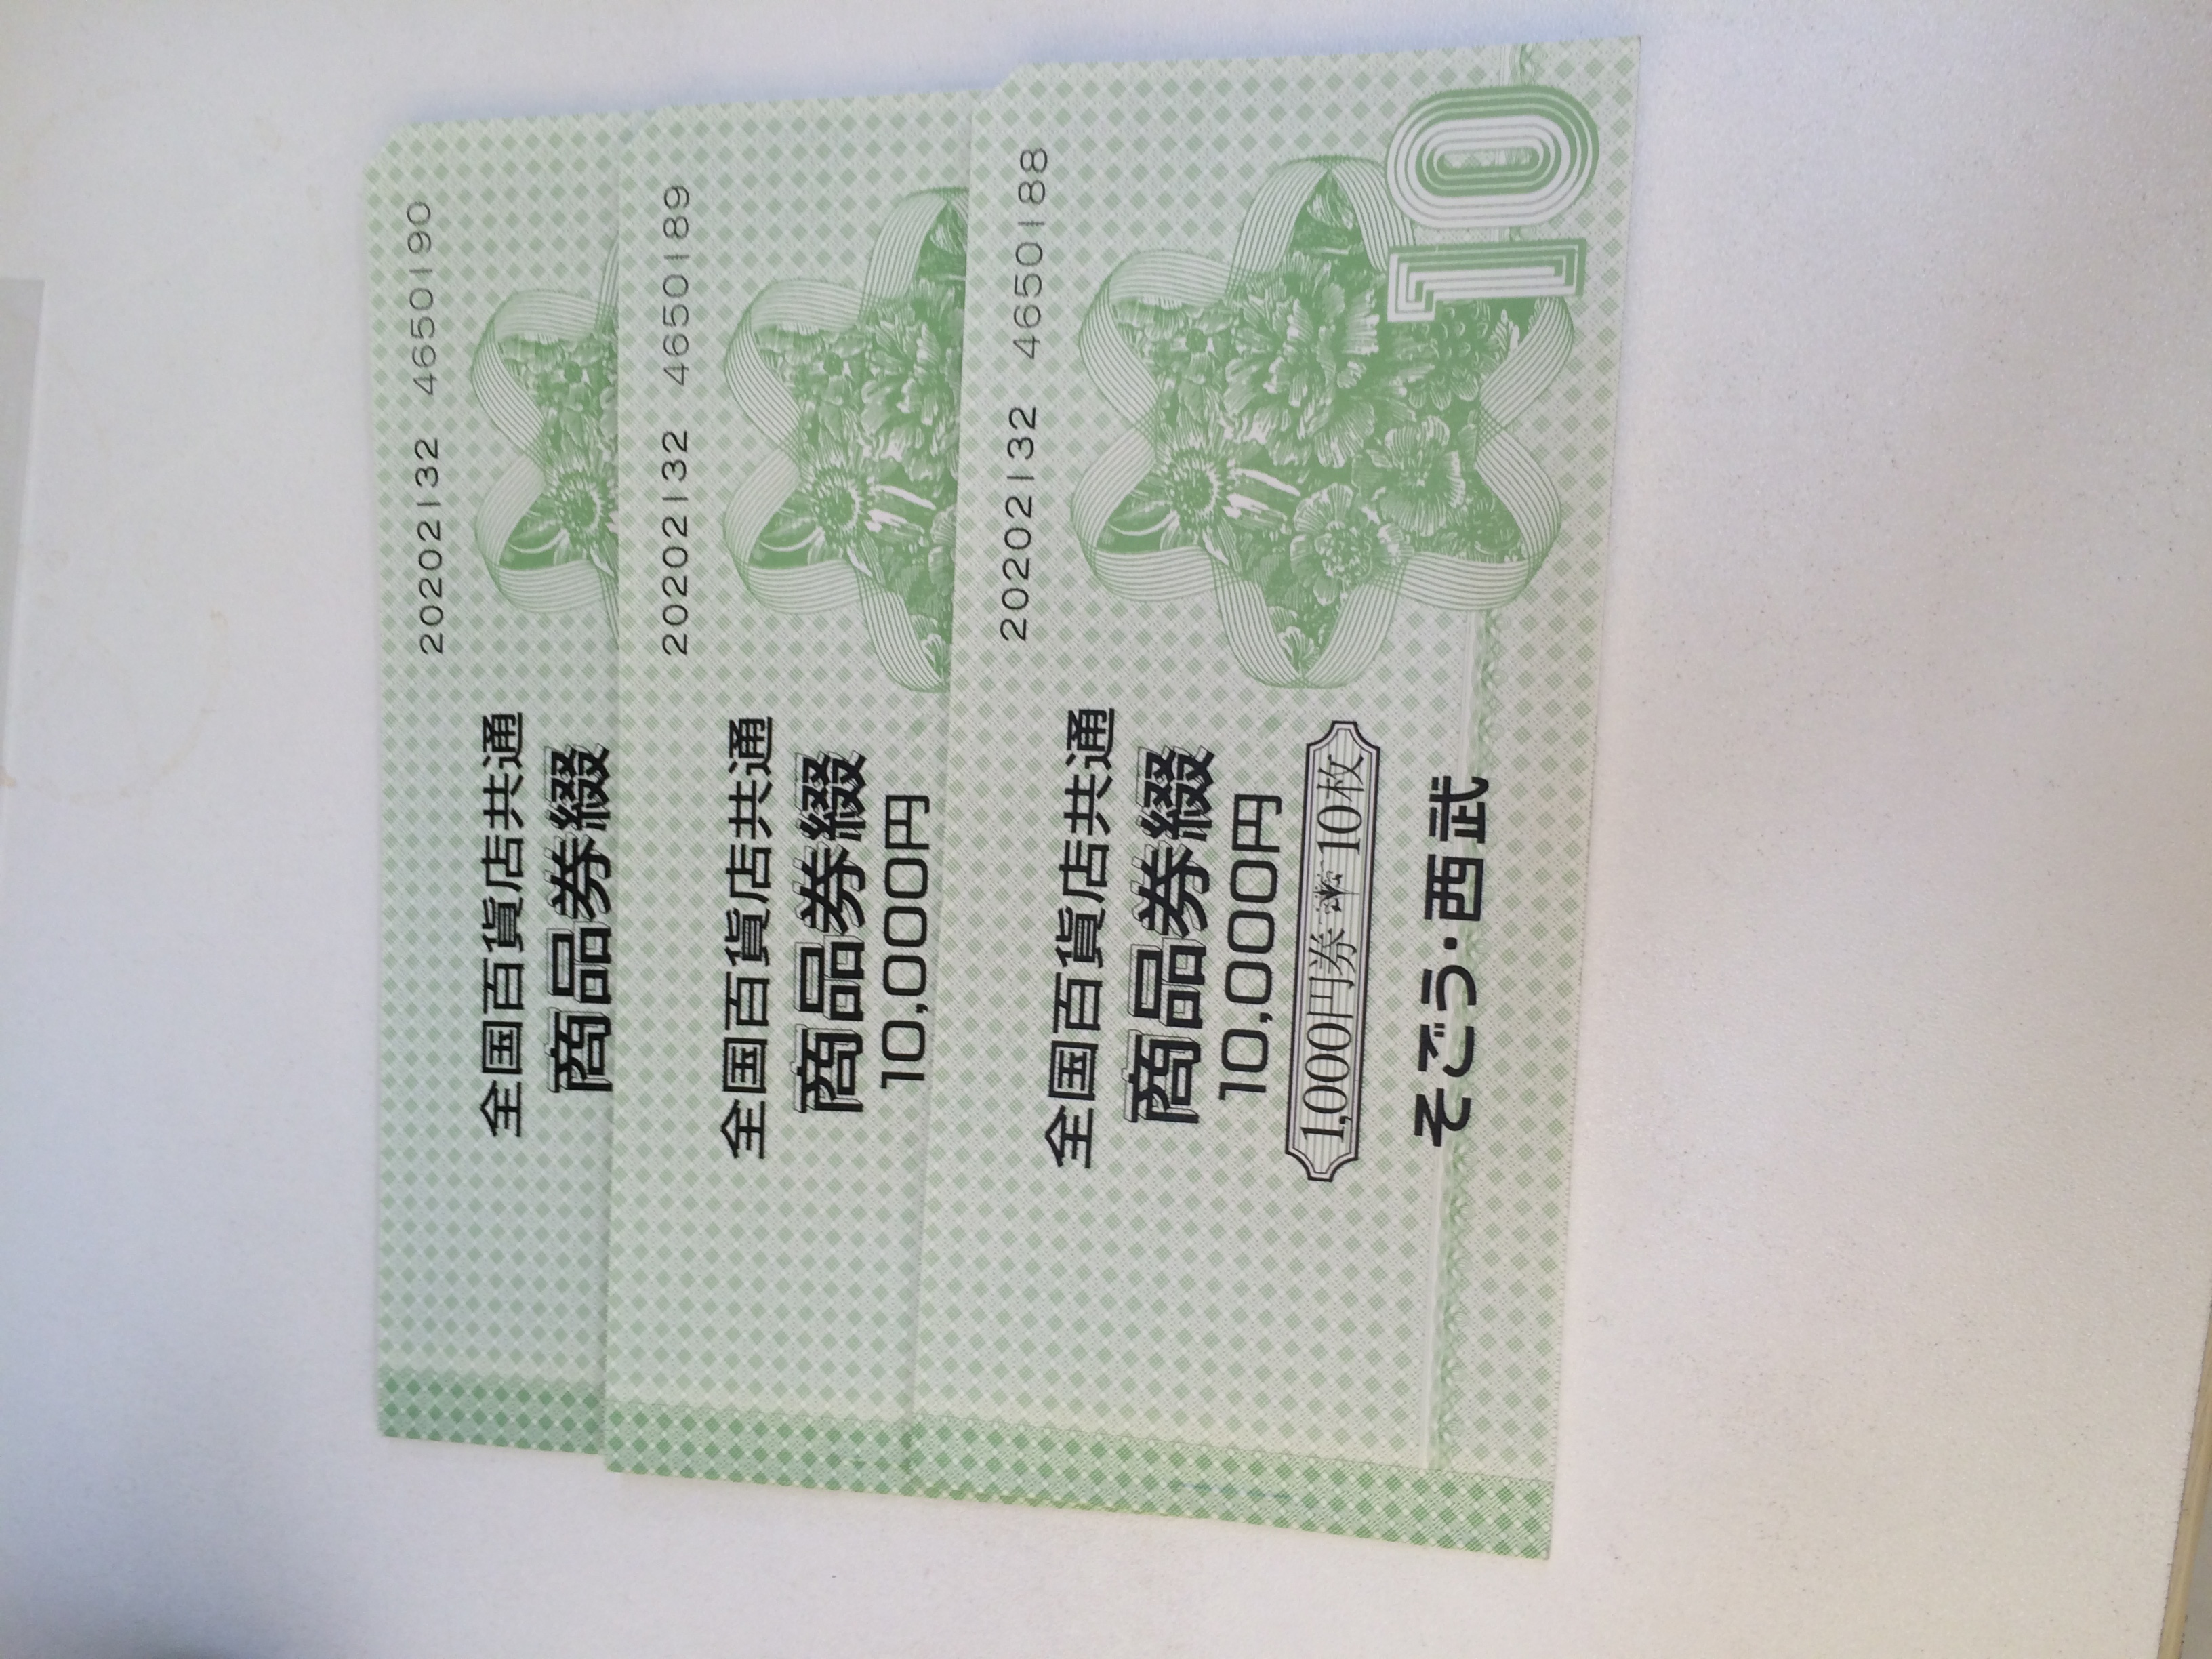 20202132 4650190
全国百貨店共通
商品券綴
20202132 4650189
全国百貨店共通
商品券綴
10,000円
20202132 4650188
全国百貨店共通
商品券綴
10,000円
1,000円券 10枚
そごう・西武
10